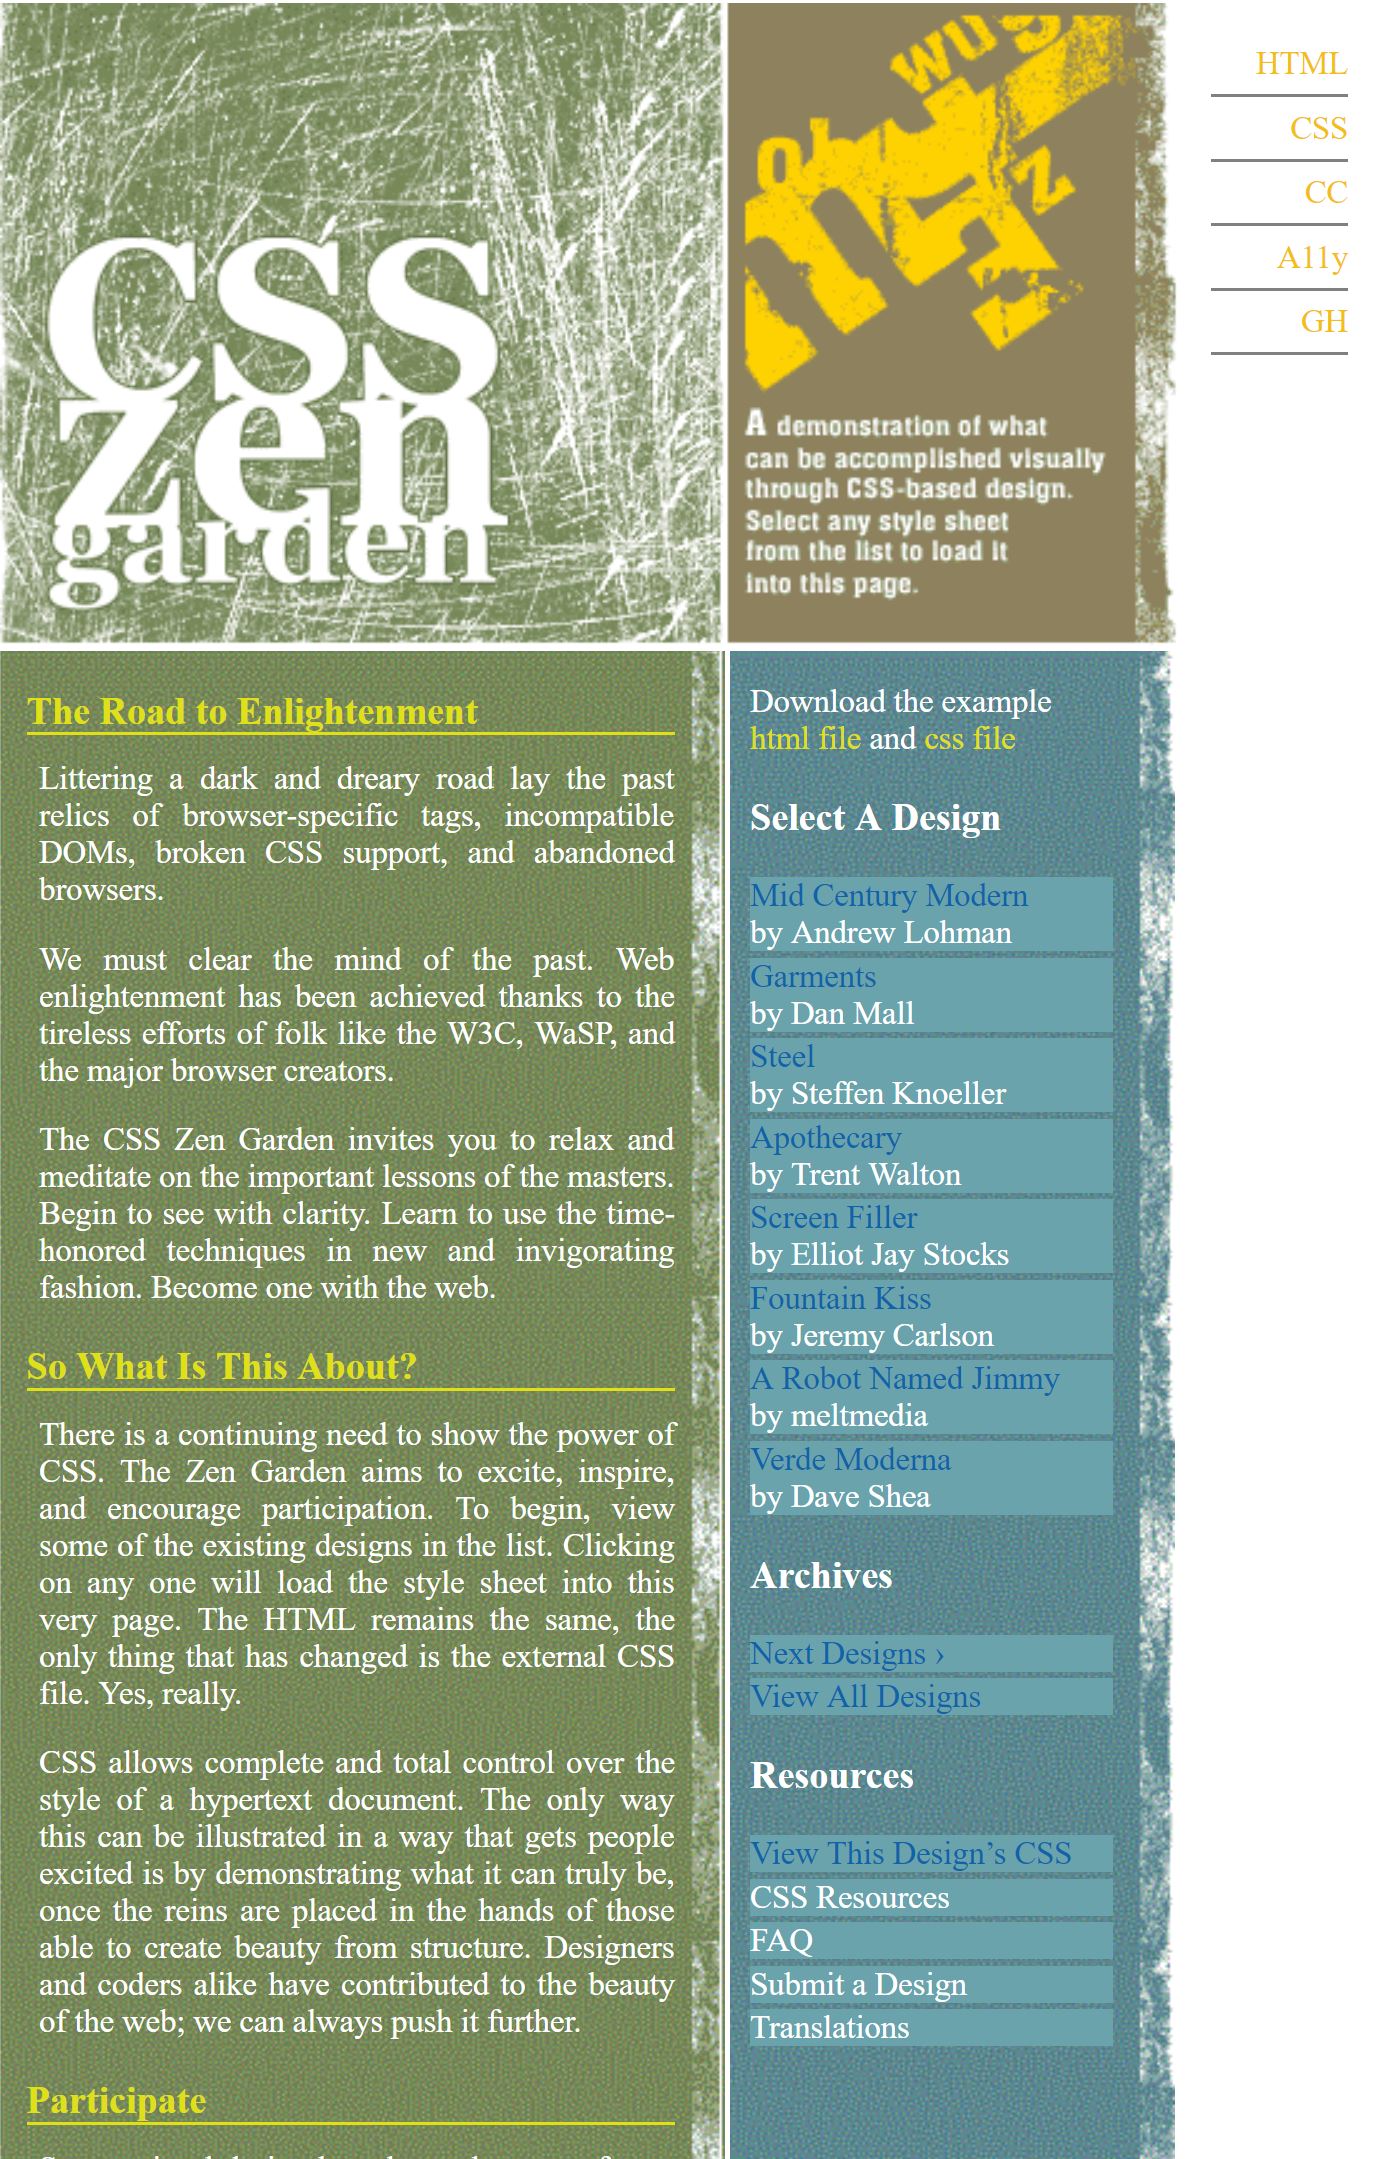 css
zen
garden
A demonstration of what
can be accomplished visually
through CSS-based design.
Select any style sheet
from the list to load it
into this page.
HTML
CSS
CC
A11y
GH
The Road to Enlightenment
Littering a dark and dreary road lay the past
relics of browser-specific tags, incompatible
DOMs, broken CSS support, and abandoned
browsers.
We must clear the mind of the past. Web
enlightenment has been achieved thanks to the
tireless efforts of folk like the W3C, WaSP, and
the major browser creators.
The CSS Zen Garden invites you to relax and
meditate on the important lessons of the masters.
Begin to see with clarity. Learn to use the time-
honored techniques in new and invigorating
fashion. Become one with the web.
So What Is This About?
There is a continuing need to show the power of
CSS. The Zen Garden aims to excite, inspire,
and encourage participation. To begin, view
some of the existing designs in the list. Clicking
on any one will load the style sheet into this
very page. The HTML remains the same, the
only thing that has changed is the external CSS
file. Yes, really.
CSS allows complete and total control over the
style of a hypertext document. The only way
this can be illustrated in a way that gets people
excited is by demonstrating what it can truly be,
once the reins are placed in the hands of those
able to create beauty from structure. Designers
and coders alike have contributed to the beauty
of the web; we can always push it further.
Participate
Download the example
html file and css file
Select A Design
Mid Century Modern
by Andrew Lohman
Garments
by Dan Mall
Steel
by Steffen Knoeller
Apothecary
by Trent Walton
Screen Filler
by Elliot Jay Stocks
Fountain Kiss
by Jeremy Carlson
A Robot Named Jimmy
by meltmedia
Verde Moderna
by Dave Shea
Archives
Next Designs ›
View All Designs
Resources
View This Design’s CSS
CSS Resources
FAQ
Submit a Design
Translations